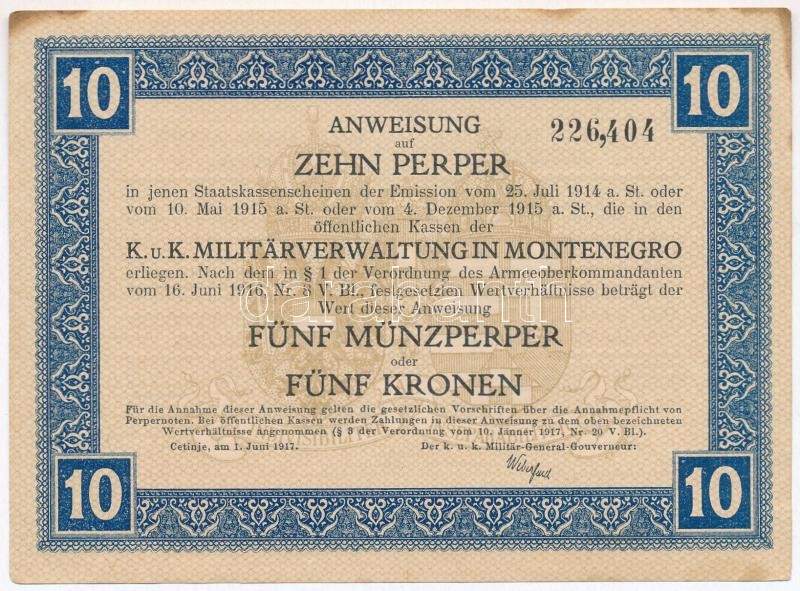 10
10
ANWEISUNG
226,404
auf
ZEHN PERPER
in jenen Staatskassenscheinen der Emission vom 25. Juli 1914 a. St. oder
vom 10. Mai 1915 a. St. oder vom 4. Dezember 1915 a. St., die in den
öffentlichen Kassen der
K. u. K. MILITÄRVERWALTUNG IN MONTENEGRO
erliegen. Nach dem in § 1 der Verordnung des Armeeoberkommandanten
vom 16. Juni 1916, Nr. 8 V. Bl., festgesetzten Wertverhältnisse beträgt der
Wert dieser Anweisung
darabanth
FÜNF MÜNZPERPER
oder
FÜNF KRONEN
Für die Annahme dieser Anweisung gelten die gesetzlichen Vorschriften über die Annahmepflicht von
Perpernoten. Bei öffentlichen Kassen werden Zahlungen in dieser Anweisung zu dem oben bezeichneten
Wertverhältnisse angenommen (§ 3 der Verordnung vom 10. Jänner 1917, Nr. 20 V. Bl.).
Cetinje, am 1. Juni 1917. Der k. u. k. Militär-General-Gouverneur:
10
10